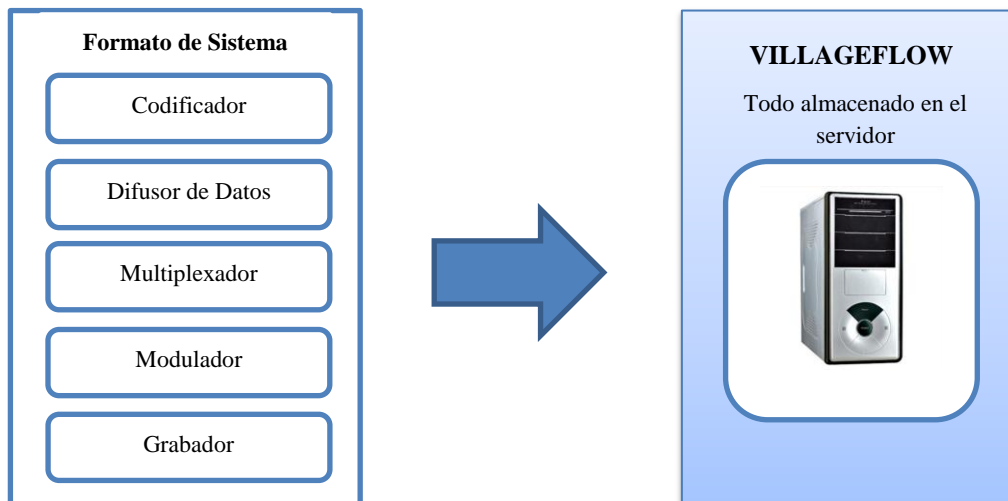 Formato de Sistema
Codificador
Difusor de Datos
Multiplexador
Modulador
Grabador
VILLAGEFLOW
Todo almacenado en el
servidor